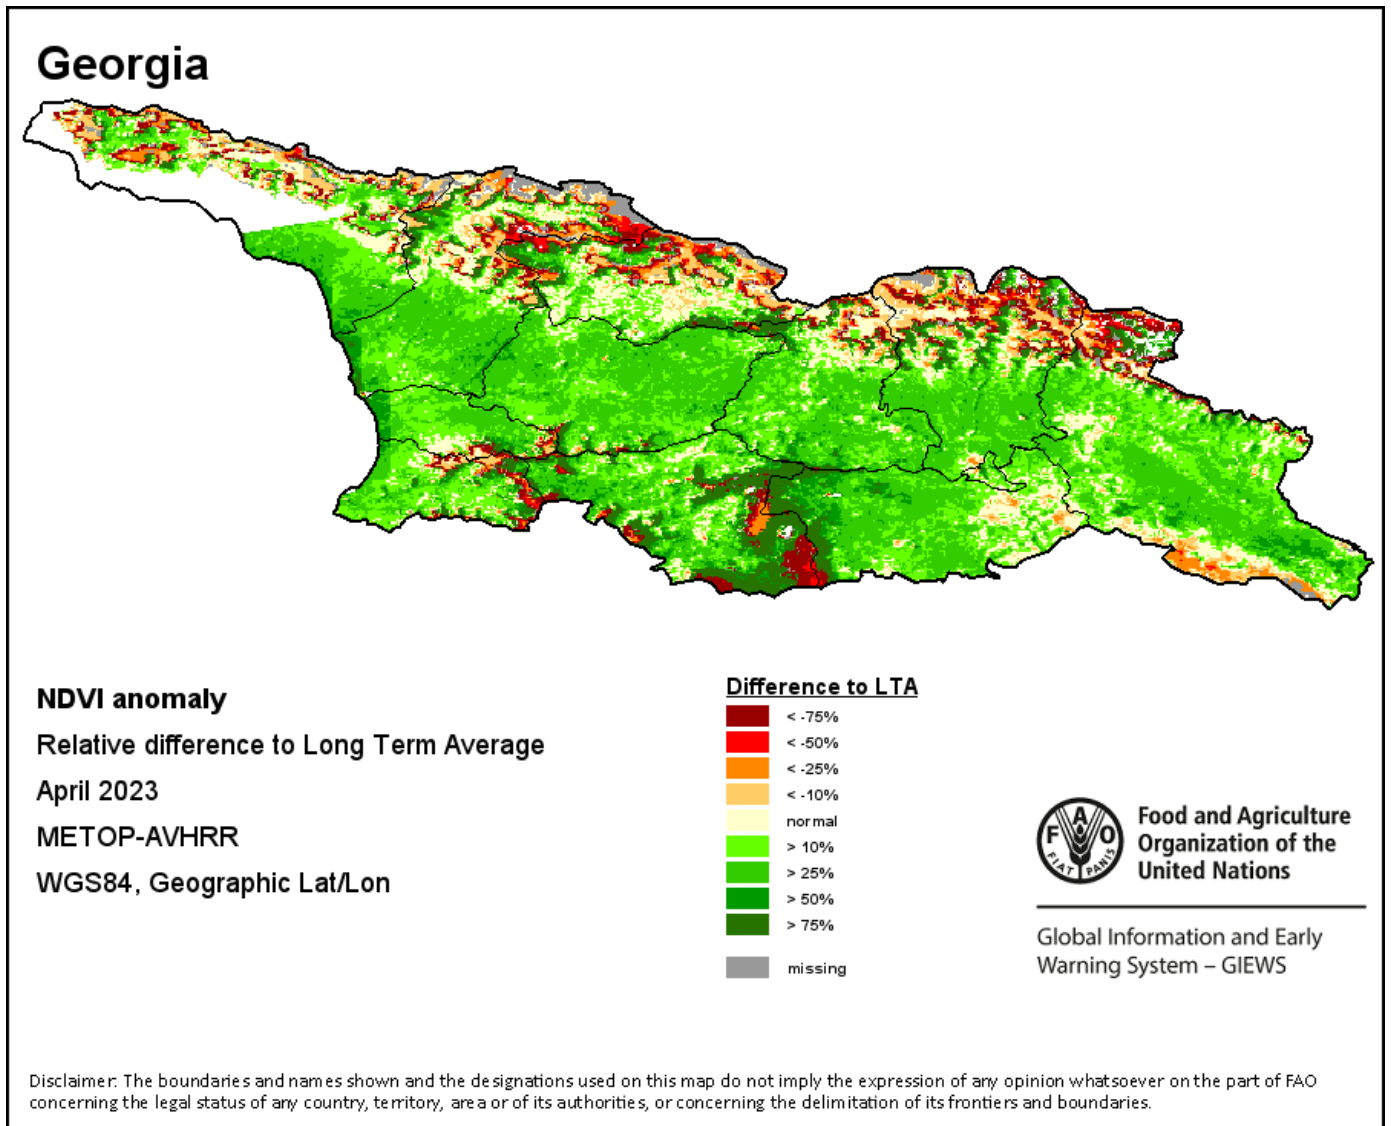 Georgia
NDVI anomaly
Relative difference to Long Term Average
April 2023
METOP-AVHRR
WGS84, Geographic Lat/Lon
Difference to LTA
< -75%
< -50%
< -25%
< -10%
normal
> 10%
> 25%
> 50%
> 75%
missing
F A O
FIAT PANIS
Food and Agriculture
Organization of the
United Nations
Global Information and Early
Warning System – GIEWS
Disclaimer: The boundaries and names shown and the designations used on this map do not imply the expression of any opinion whatsoever on the part of FAO
concerning the legal status of any country, territory, area or of its authorities, or concerning the delimitation of its frontiers and boundaries.